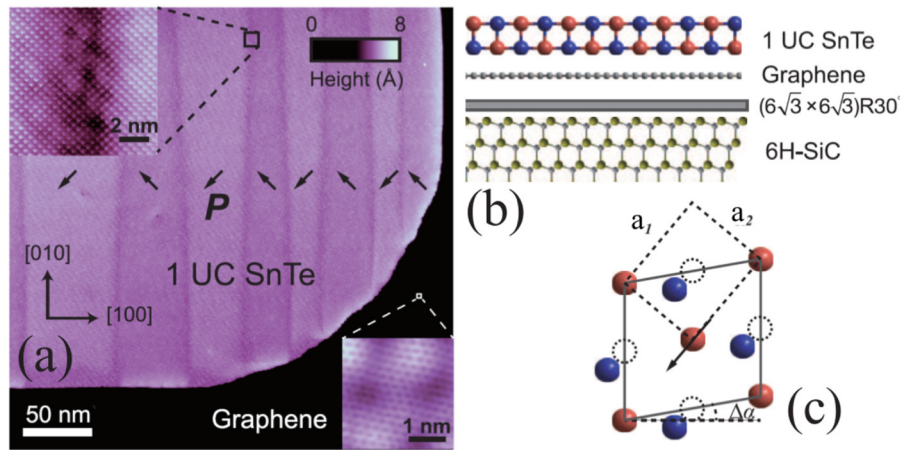 Height (Å)
0
8
2 nm
P
[010]
[100]
1 UC SnTe
(a)
50 nm
Graphene
1 nm
1 UC SnTe
Graphene
(6√3 ×6√3)R30°
6H-SiC
(b)
a₁
a₂
Δα
(c)